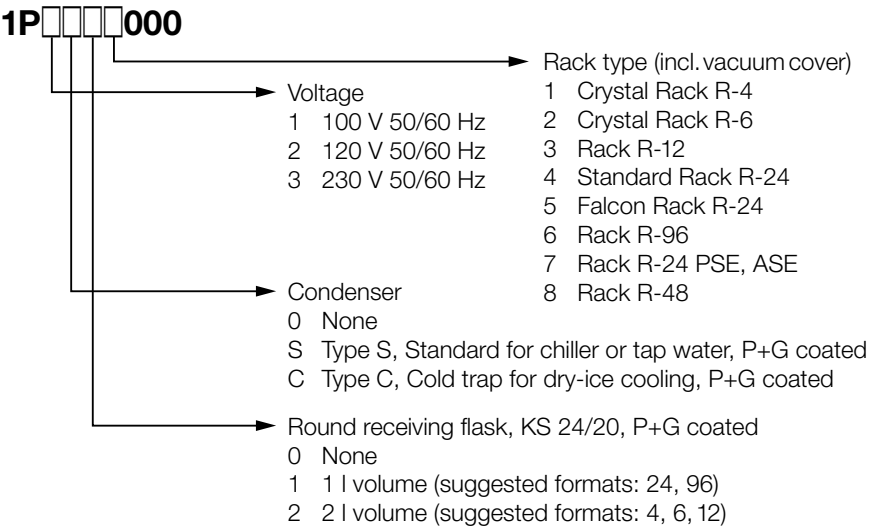 1P□□□□000
Rack type (incl. vacuum cover)
1 Crystal Rack R-4
2 Crystal Rack R-6
3 Rack R-12
4 Standard Rack R-24
5 Falcon Rack R-24
6 Rack R-96
7 Rack R-24 PSE, ASE
8 Rack R-48
Voltage
1 100 V 50/60 Hz
2 120 V 50/60 Hz
3 230 V 50/60 Hz
Condenser
0 None
S Type S, Standard for chiller or tap water, P+G coated
C Type C, Cold trap for dry-ice cooling, P+G coated
Round receiving flask, KS 24/20, P+G coated
0 None
1 1 l volume (suggested formats: 24, 96)
2 2 l volume (suggested formats: 4, 6, 12)